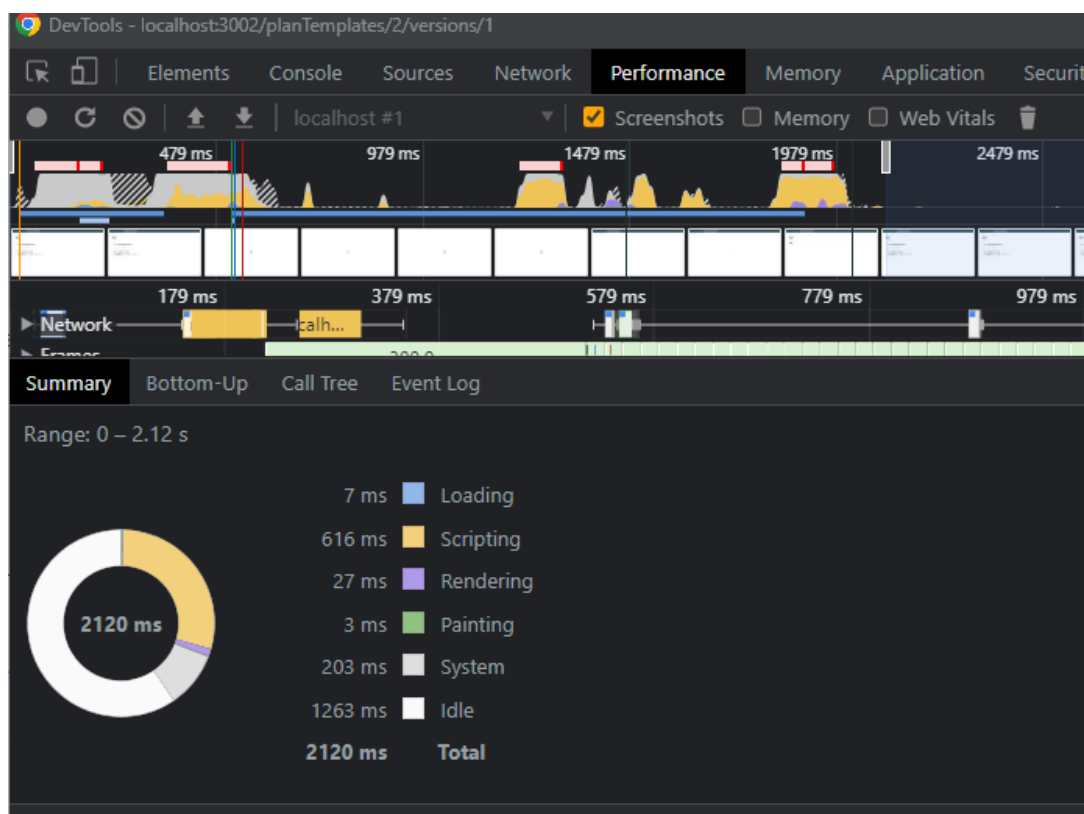 DevTools - localhost:3002/planTemplates/2/versions/1
Elements Console Sources Network Performance Memory Application Securit
localhost #1 Screenshots Memory Web Vitals
479 ms 979 ms 1479 ms 1979 ms 2479 ms
179 ms 379 ms 579 ms 779 ms 979 ms
Network calh...
Frames
Summary Bottom-Up Call Tree Event Log
Range: 0 – 2.12 s
7 ms Loading
616 ms Scripting
27 ms Rendering
2120 ms
3 ms Painting
203 ms System
1263 ms Idle
2120 ms Total